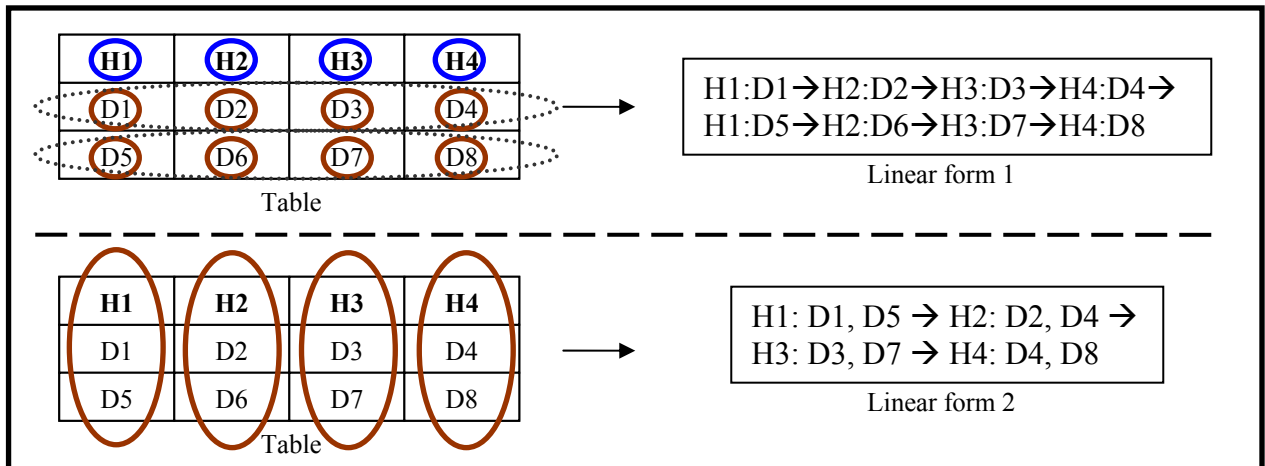 H1 H2 H3 H4
D1 D2 D3 D4
D5 D6 D7 D8
Table
H1:D1→H2:D2→H3:D3→H4:D4→
H1:D5→H2:D6→H3:D7→H4:D8
Linear form 1
H1 H2 H3 H4
D1 D2 D3 D4
D5 D6 D7 D8
Table
H1: D1, D5 → H2: D2, D4 →
H3: D3, D7 → H4: D4, D8
Linear form 2